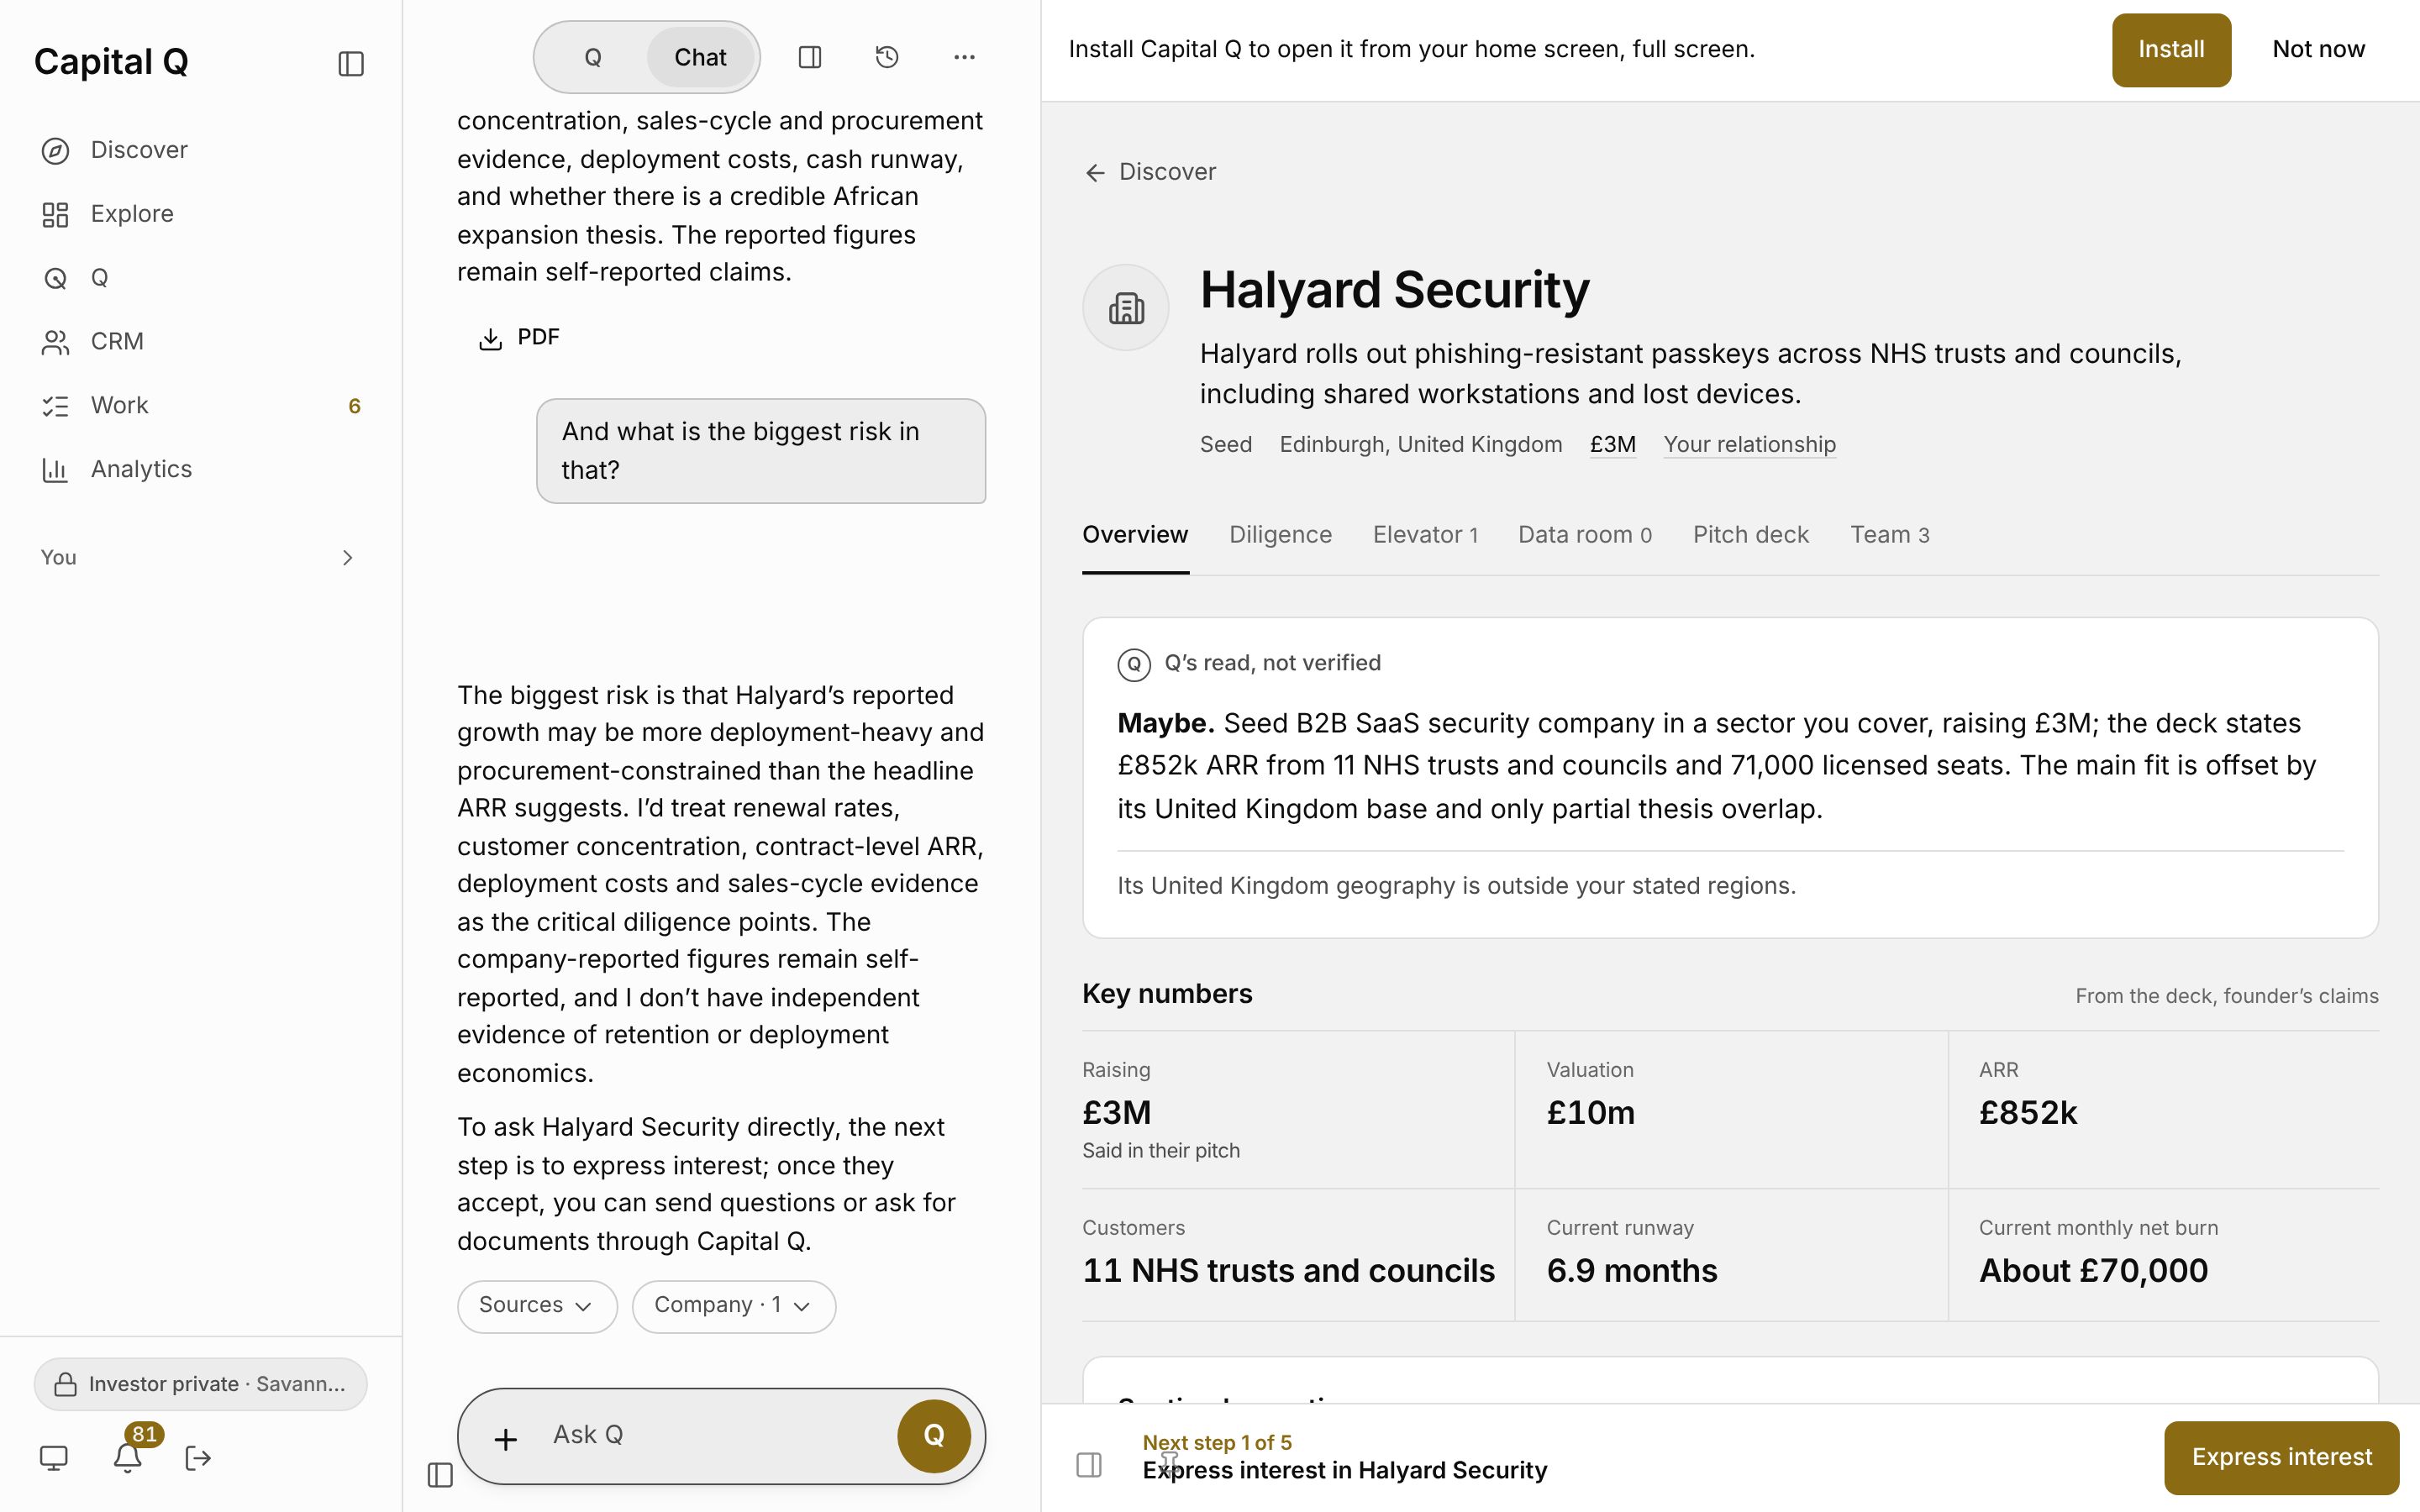 Capital Q
Discover
Explore
Q
CRM
Work 6
Analytics
You
Investor private · Savann...
81
Q Chat
concentration, sales-cycle and procurement
evidence, deployment costs, cash runway,
and whether there is a credible African
expansion thesis. The reported figures
remain self-reported claims.
PDF
And what is the biggest risk in
that?
The biggest risk is that Halyard’s reported
growth may be more deployment-heavy and
procurement-constrained than the headline
ARR suggests. I’d treat renewal rates,
customer concentration, contract-level ARR,
deployment costs and sales-cycle evidence
as the critical diligence points. The
company-reported figures remain self-
reported, and I don’t have independent
evidence of retention or deployment
economics.
To ask Halyard Security directly, the next
step is to express interest; once they
accept, you can send questions or ask for
documents through Capital Q.
Sources Company · 1
Ask Q Q
Install Capital Q to open it from your home screen, full screen. Install Not now
Discover
Halyard Security
Halyard rolls out phishing-resistant passkeys across NHS trusts and councils,
including shared workstations and lost devices.
Seed Edinburgh, United Kingdom £3M Your relationship
Overview Diligence Elevator 1 Data room 0 Pitch deck Team 3
Q Q’s read, not verified
Maybe. Seed B2B SaaS security company in a sector you cover, raising £3M; the deck states
£852k ARR from 11 NHS trusts and councils and 71,000 licensed seats. The main fit is offset by
its United Kingdom base and only partial thesis overlap.
Its United Kingdom geography is outside your stated regions.
Key numbers From the deck, founder’s claims
Raising Valuation ARR
£3M £10m £852k
Said in their pitch
Customers Current runway Current monthly net burn
11 NHS trusts and councils 6.9 months About £70,000
Next step 1 of 5
Express interest in Halyard Security
Express interest